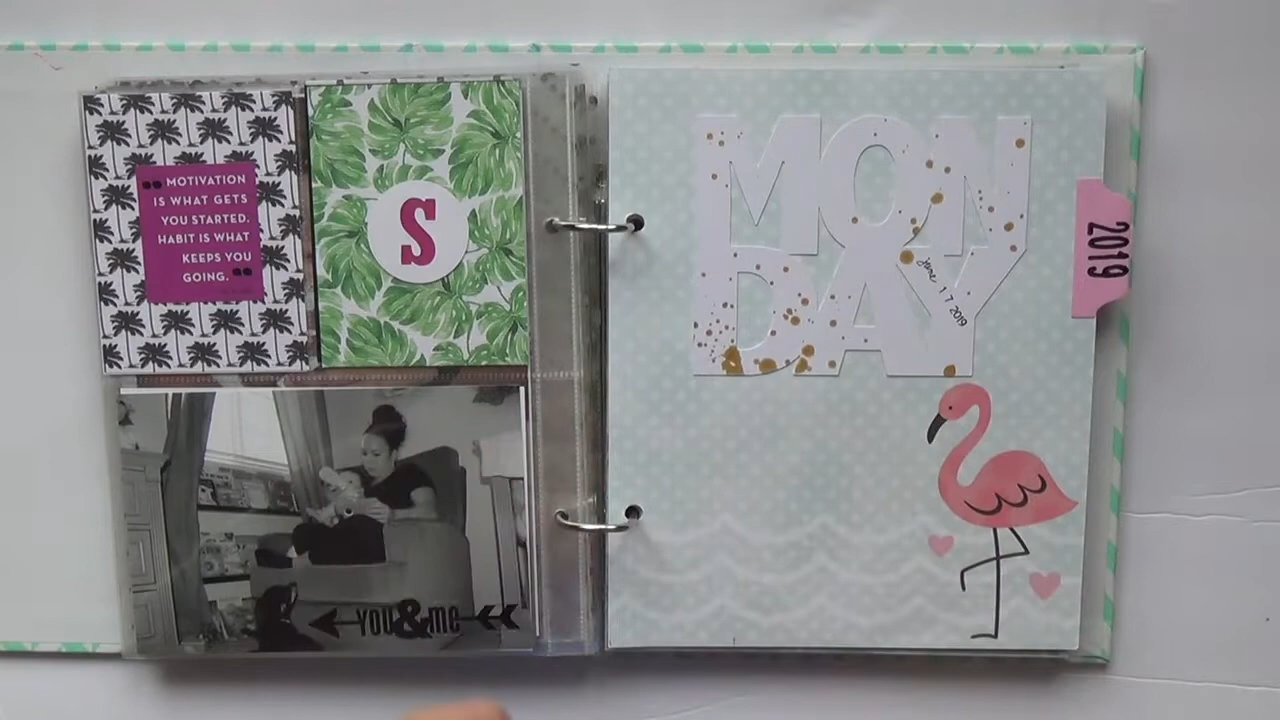 MOTIVATION
IS WHAT GETS
YOU STARTED.
HABIT IS WHAT
KEEPS YOU
GOING.
S
YOU & ME
MON
DAY
june 17 2019
2019